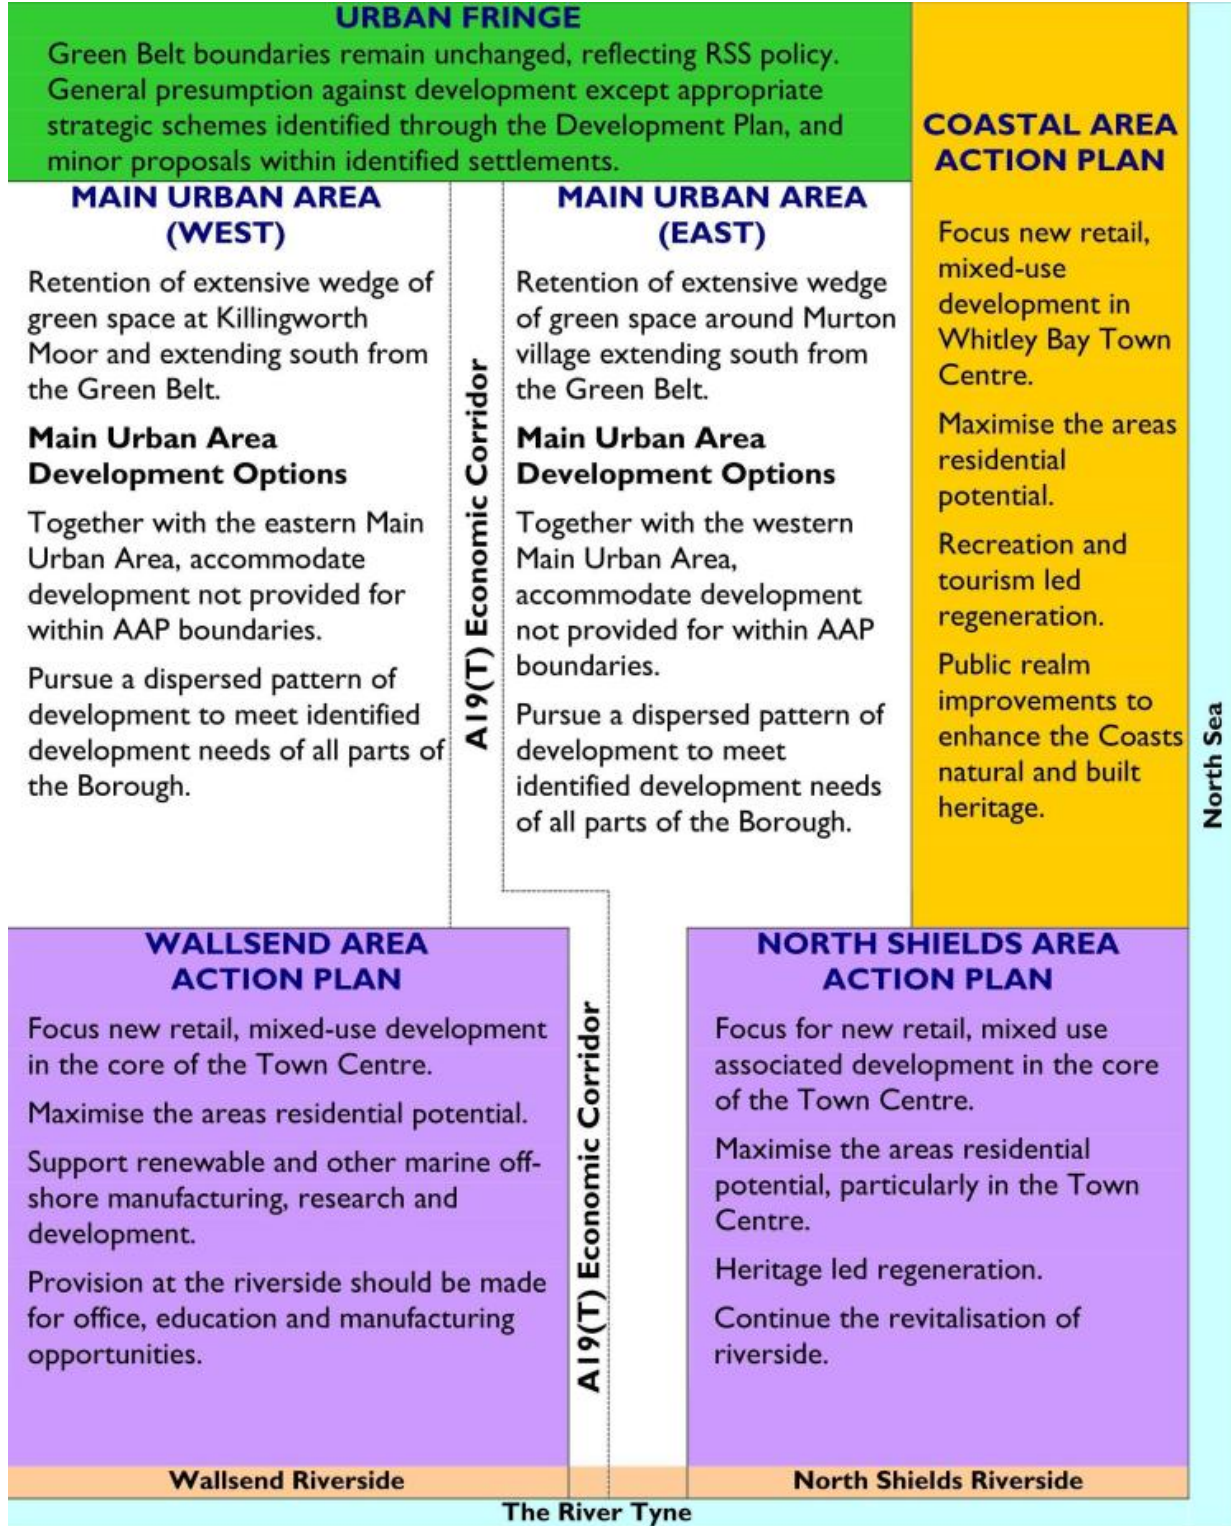 URBAN FRINGE
Green Belt boundaries remain unchanged, reflecting RSS policy.
General presumption against development except appropriate
strategic schemes identified through the Development Plan, and
minor proposals within identified settlements.
MAIN URBAN AREA
(WEST)
Retention of extensive wedge of
green space at Killingworth
Moor and extending south from
the Green Belt.
Main Urban Area
Development Options
Together with the eastern Main
Urban Area, accommodate
development not provided for
within AAP boundaries.
Pursue a dispersed pattern of
development to meet identified
development needs of all parts of
the Borough.
A19(T) Economic Corridor
MAIN URBAN AREA
(EAST)
Retention of extensive wedge
of green space around Murton
village extending south from
the Green Belt.
Main Urban Area
Development Options
Together with the western
Main Urban Area,
accommodate development
not provided for within AAP
boundaries.
Pursue a dispersed pattern of
development to meet
identified development needs
of all parts of the Borough.
COASTAL AREA
ACTION PLAN
Focus new retail,
mixed-use
development in
Whitley Bay Town
Centre.
Maximise the areas
residential
potential.
Recreation and
tourism led
regeneration.
Public realm
improvements to
enhance the Coasts
natural and built
heritage.
North Sea
WALLSEND AREA
ACTION PLAN
Focus new retail, mixed-use development
in the core of the Town Centre.
Maximise the areas residential potential.
Support renewable and other marine off-
shore manufacturing, research and
development.
Provision at the riverside should be made
for office, education and manufacturing
opportunities.
A19(T) Economic Corridor
NORTH SHIELDS AREA
ACTION PLAN
Focus for new retail, mixed use
associated development in the core
of the Town Centre.
Maximise the areas residential
potential, particularly in the Town
Centre.
Heritage led regeneration.
Continue the revitalisation of
riverside.
Wallsend Riverside
North Shields Riverside
The River Tyne